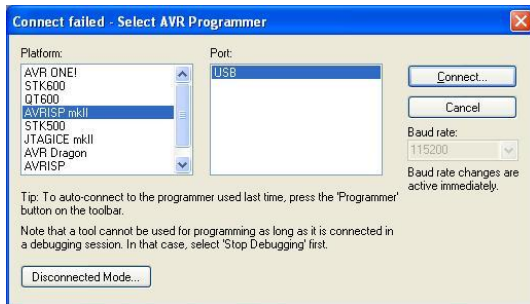 Connect failed - Select AVR Programmer
Platform:
Port:
AVR ONE!
STK600
QT600
AVRISP mkII
STK500
JTAGICE mkII
AVR Dragon
AVRISP
USB
Connect...
Cancel
Baud rate:
115200
Baud rate changes are
active immediately.
Tip: To auto-connect to the programmer used last time, press the 'Programmer'
button on the toolbar.
Note that a tool cannot be used for programming as long as it is connected in
a debugging session. In that case, select 'Stop Debugging' first.
Disconnected Mode...